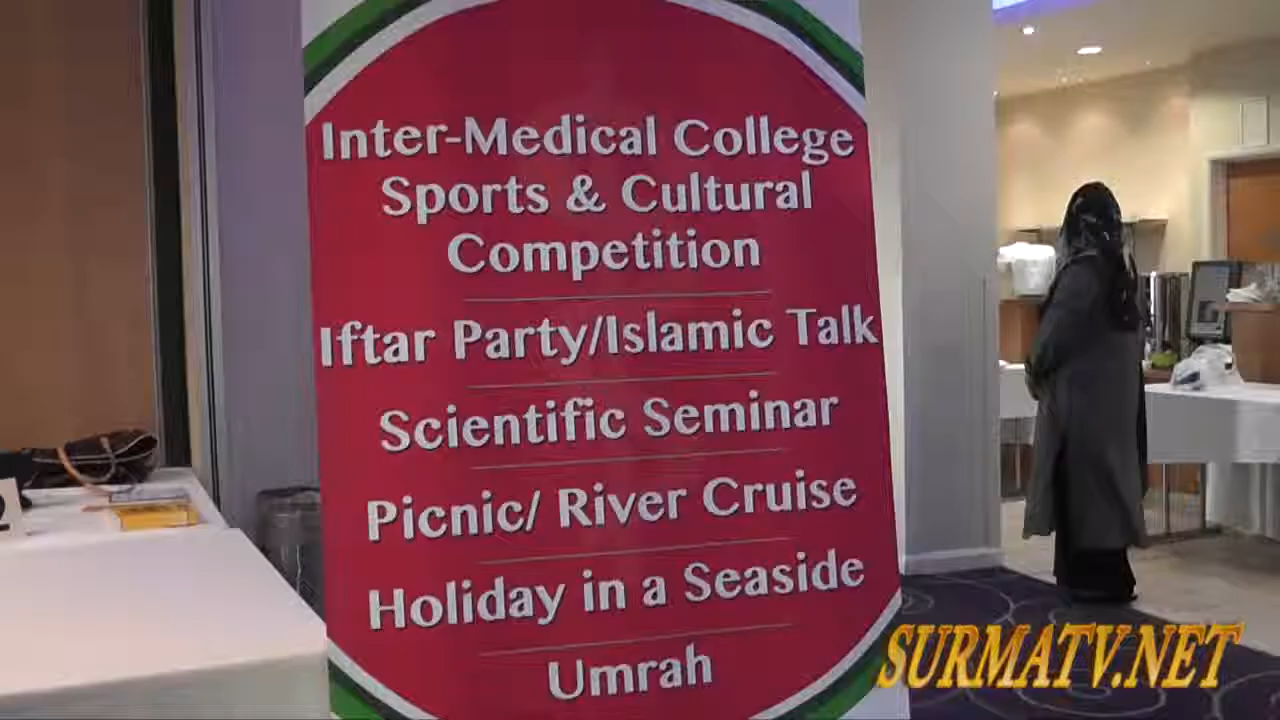 Inter-Medical College
Sports & Cultural
Competition
Iftar Party/Islamic Talk
Scientific Seminar
Picnic/ River Cruise
Holiday in a Seaside
Umrah
SURMATV.NET